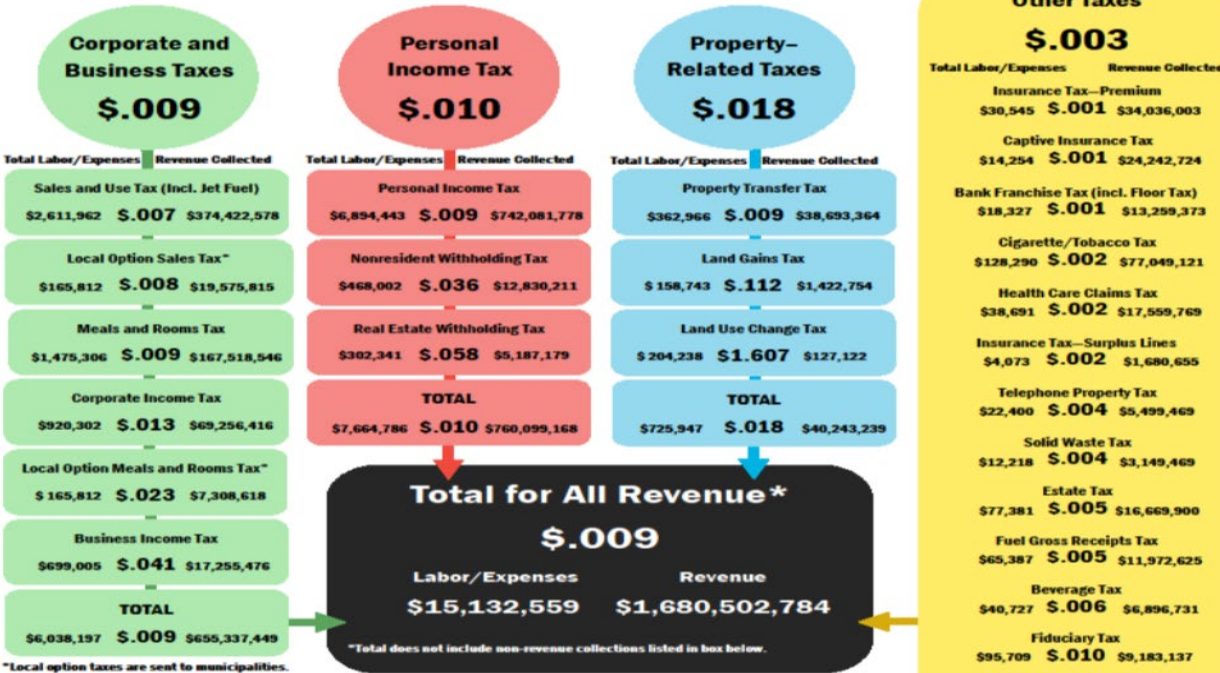 Corporate and
Business Taxes
$.009
Total Labor/Expenses Revenue Collected
Sales and Use Tax (Incl. Jet Fuel)
$2,611,962 $.007 $374,422,578
Local Option Sales Tax*
$165,812 $.008 $19,575,815
Meals and Rooms Tax
$1,475,306 $.009 $167,518,546
Corporate Income Tax
$920,302 $.013 $69,256,416
Local Option Meals and Rooms Tax*
$ 165,812 $.023 $7,308,618
Business Income Tax
$699,005 $.041 $17,255,476
TOTAL
$6,038,197 $.009 $655,337,449
*Local option taxes are sent to municipalities.
Personal
Income Tax
$.010
Total Labor/Expenses Revenue Collected
Personal Income Tax
$6,894,443 $.009 $742,081,778
Nonresident Withholding Tax
$468,002 $.036 $12,830,211
Real Estate Withholding Tax
$302,341 $.058 $5,187,179
TOTAL
$7,664,786 $.010 $760,099,168
Property–
Related Taxes
$.018
Total Labor/Expenses Revenue Collected
Property Transfer Tax
$362,966 $.009 $38,693,364
Land Gains Tax
$ 158,743 $.112 $1,422,754
Land Use Change Tax
$ 204,238 $1.607 $127,122
TOTAL
$725,947 $.018 $40,243,239
Total for All Revenue*
$.009
Labor/Expenses Revenue
$15,132,559 $1,680,502,784
*Total does not include non-revenue collections listed in box below.
Other Taxes
$.003
Total Labor/Expenses Revenue Collected
Insurance Tax—Premium
$30,545 $.001 $34,036,003
Captive Insurance Tax
$14,254 $.001 $24,242,724
Bank Franchise Tax (incl. Floor Tax)
$18,327 $.001 $13,259,373
Cigarette/Tobacco Tax
$128,290 $.002 $77,049,121
Health Care Claims Tax
$38,691 $.002 $17,559,769
Insurance Tax—Surplus Lines
$4,073 $.002 $1,680,655
Telephone Property Tax
$22,400 $.004 $5,499,469
Solid Waste Tax
$12,218 $.004 $3,149,469
Estate Tax
$77,381 $.005 $16,669,900
Fuel Gross Receipts Tax
$65,387 $.005 $11,972,625
Beverage Tax
$40,727 $.006 $6,896,731
Fiduciary Tax
$95,709 $.010 $9,183,137